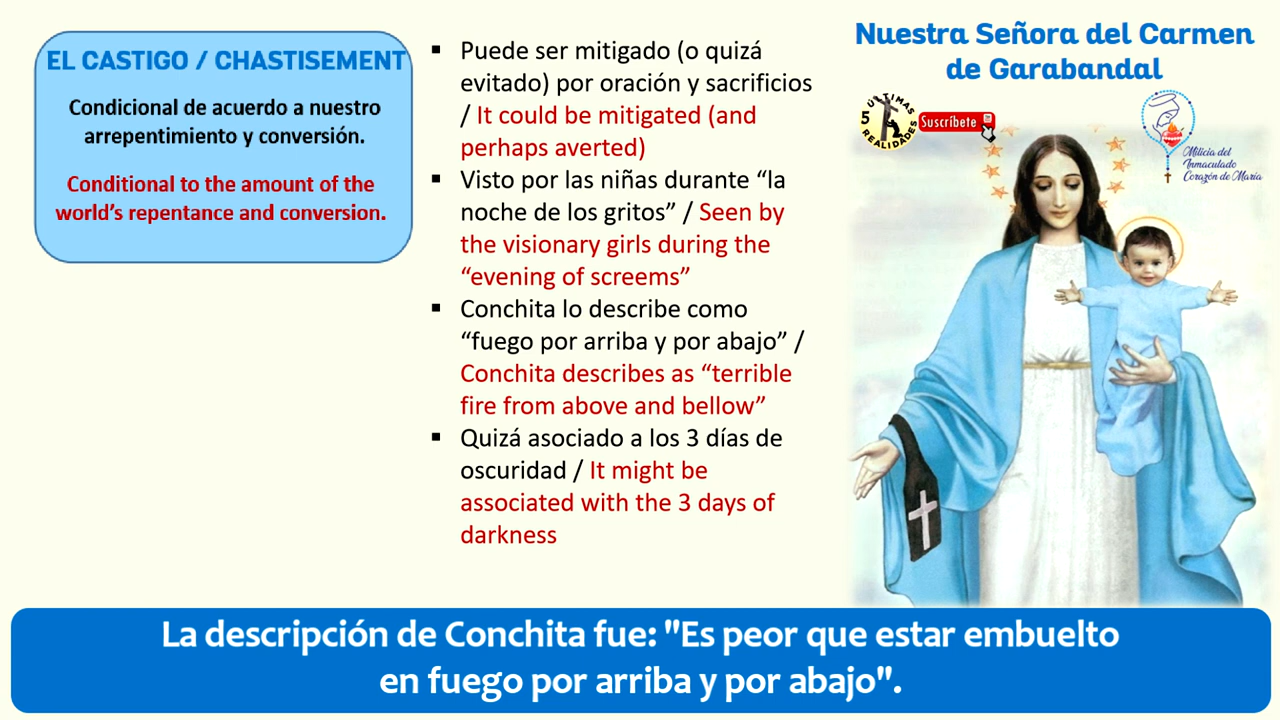 EL CASTIGO / CHASTISEMENT
Condicional de acuerdo a nuestro
arrepentimiento y conversión.
Conditional to the amount of the
world's repentance and conversion.
▪ Puede ser mitigado (o quizá
evitado) por oración y sacrificios
/ It could be mitigated (and
perhaps averted)
▪ Visto por las niñas durante “la
noche de los gritos” / Seen by
the visionary girls during the
“evening of screems”
▪ Conchita lo describe como
“fuego por arriba y por abajo” /
Conchita describes as “terrible
fire from above and bellow”
▪ Quizá asociado a los 3 días de
oscuridad / It might be
associated with the 3 days of
darkness
Nuestra Señora del Carmen
de Garabandal
5 ÚLTIMAS
REALIDADES
Suscríbete
Milicia del
Inmaculado
Corazón de María
La descripción de Conchita fue: "Es peor que estar embuelto
en fuego por arriba y por abajo".